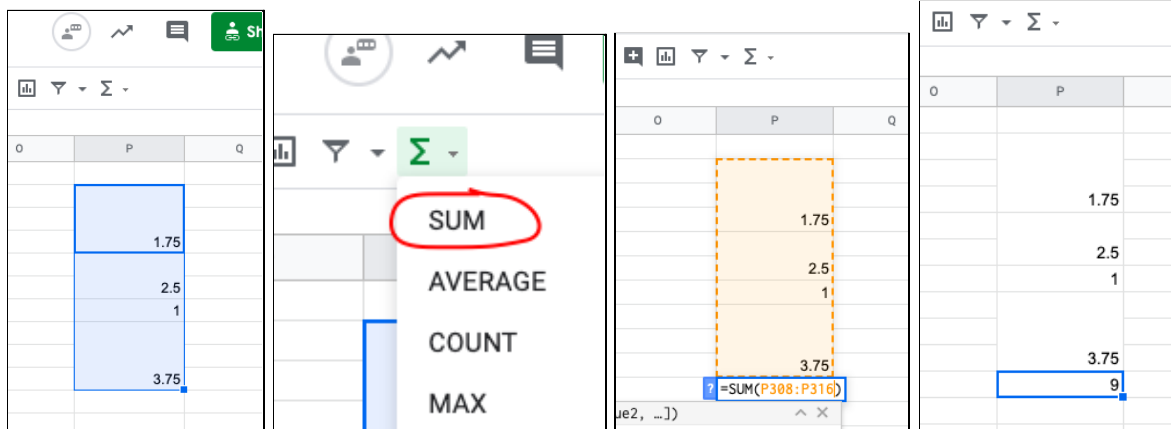 Sh
O P Q
1.75
2.5
1
3.75
SUM
AVERAGE
COUNT
MAX
O P Q
1.75
2.5
1
3.75
? =SUM(P308:P316)
ue2, …])
O P
1.75
2.5
1
3.75
9